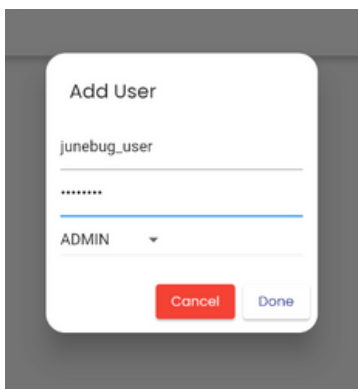 Add User
junebug_user
••••••••
ADMIN
Cancel Done